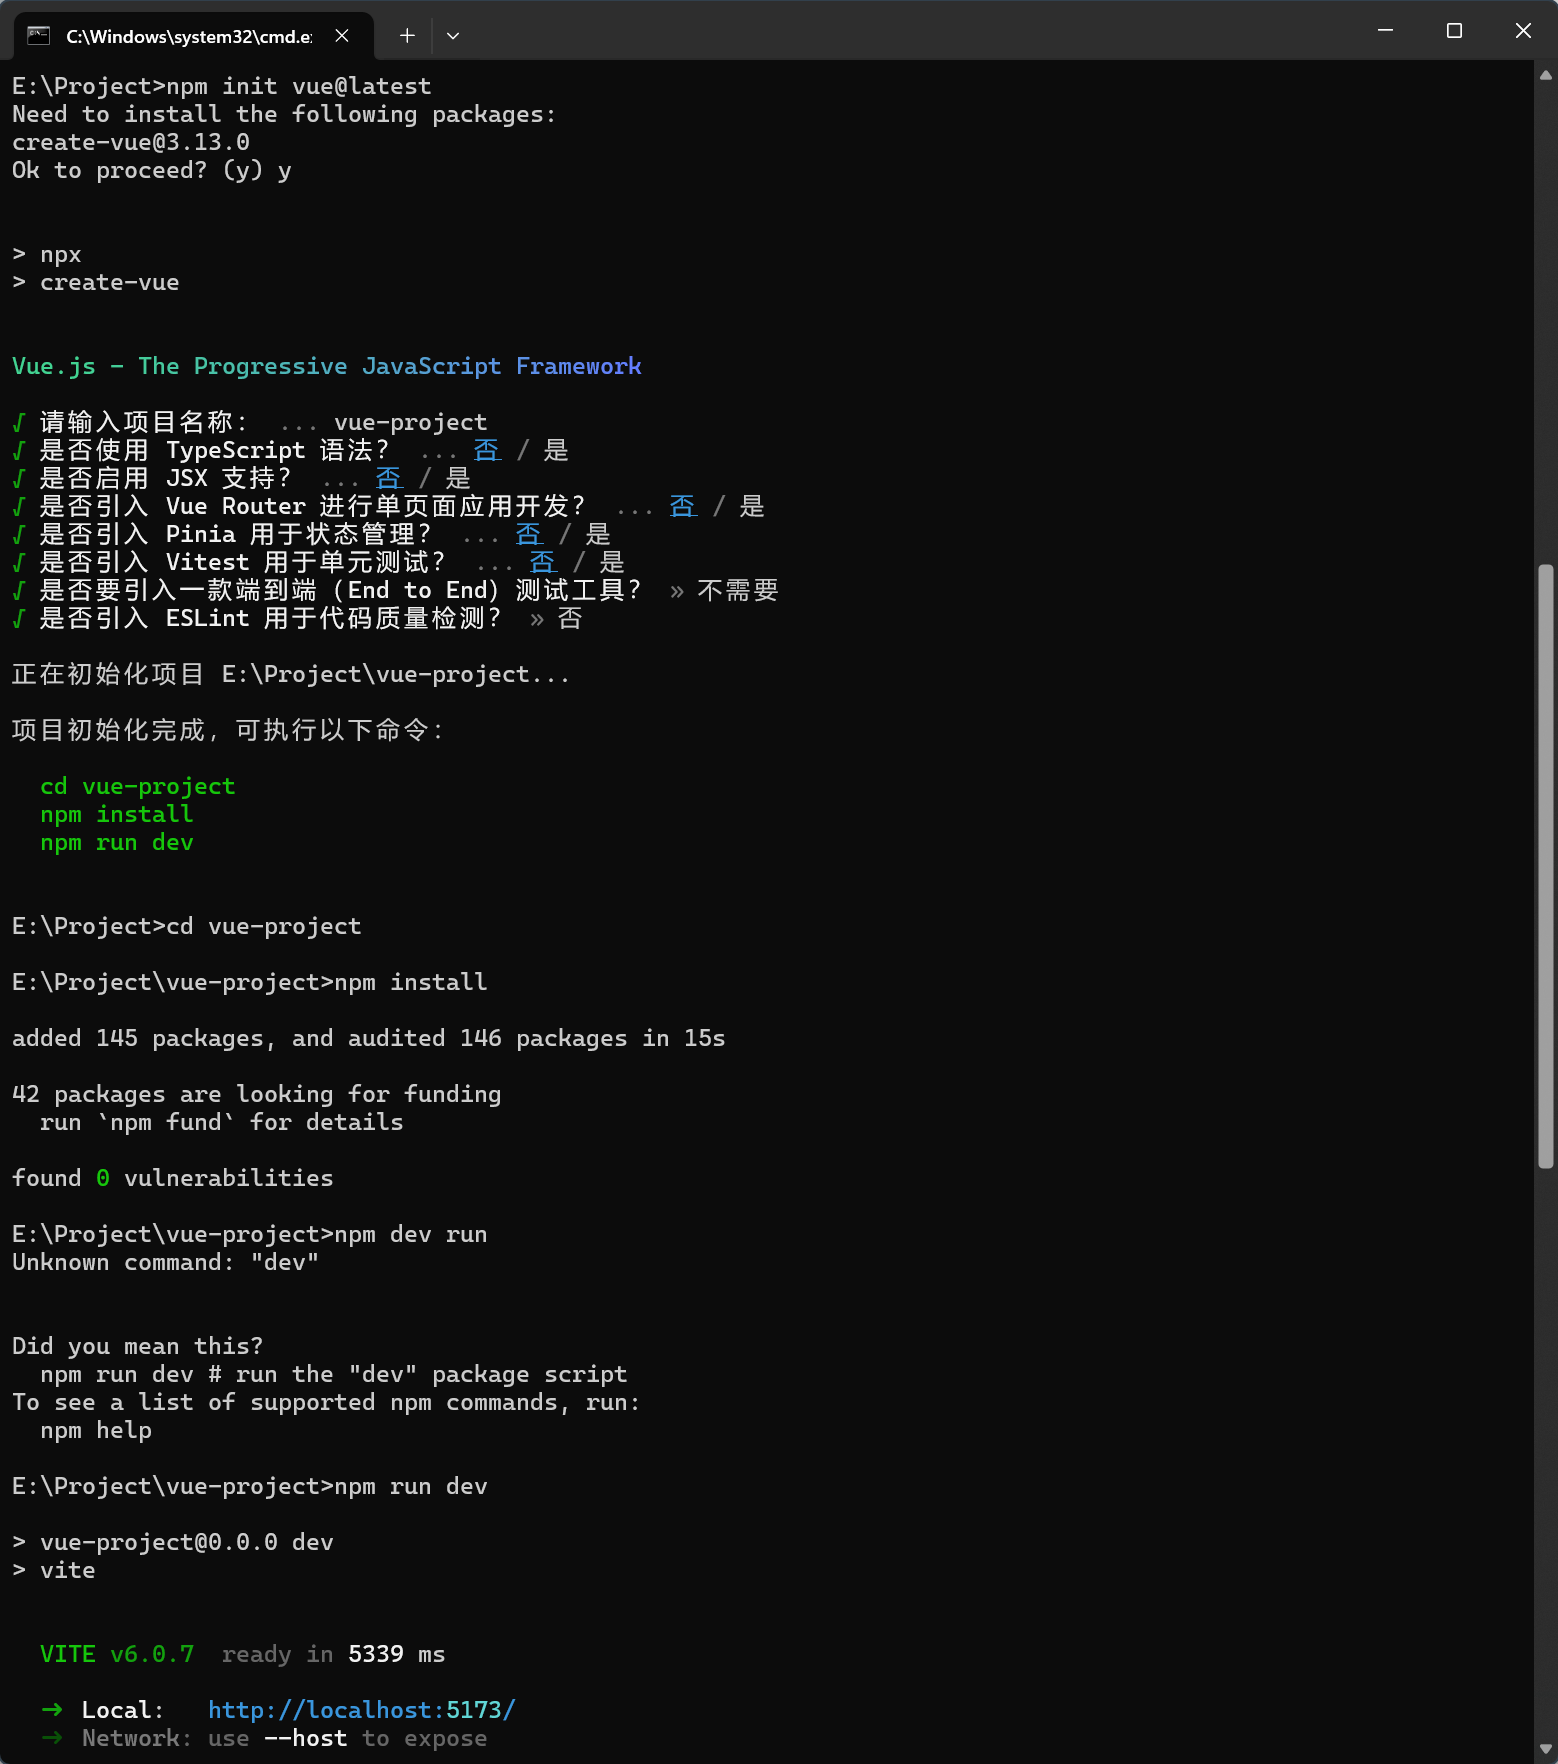 C:\Windows\system32\cmd.e
E:\Project>npm init vue@latest
Need to install the following packages:
create-vue@3.13.0
Ok to proceed? (y) y
> npx
> create-vue
Vue.js - The Progressive JavaScript Framework
√ 请输入项目名称： ... vue-project
√ 是否使用 TypeScript 语法？ ... 否 / 是
√ 是否启用 JSX 支持？ ... 否 / 是
√ 是否引入 Vue Router 进行单页面应用开发？ ... 否 / 是
√ 是否引入 Pinia 用于状态管理？ ... 否 / 是
√ 是否引入 Vitest 用于单元测试？ ... 否 / 是
√ 是否要引入一款端到端（End to End）测试工具？ » 不需要
√ 是否引入 ESLint 用于代码质量检测？ » 否
正在初始化项目 E:\Project\vue-project...
项目初始化完成，可执行以下命令：
cd vue-project
npm install
npm run dev
E:\Project>cd vue-project
E:\Project\vue-project>npm install
added 145 packages, and audited 146 packages in 15s
42 packages are looking for funding
run `npm fund` for details
found 0 vulnerabilities
E:\Project\vue-project>npm dev run
Unknown command: "dev"
Did you mean this?
npm run dev # run the "dev" package script
To see a list of supported npm commands, run:
npm help
E:\Project\vue-project>npm run dev
> vue-project@0.0.0 dev
> vite
VITE v6.0.7 ready in 5339 ms
➜ Local: http://localhost:5173/
➜ Network: use --host to expose